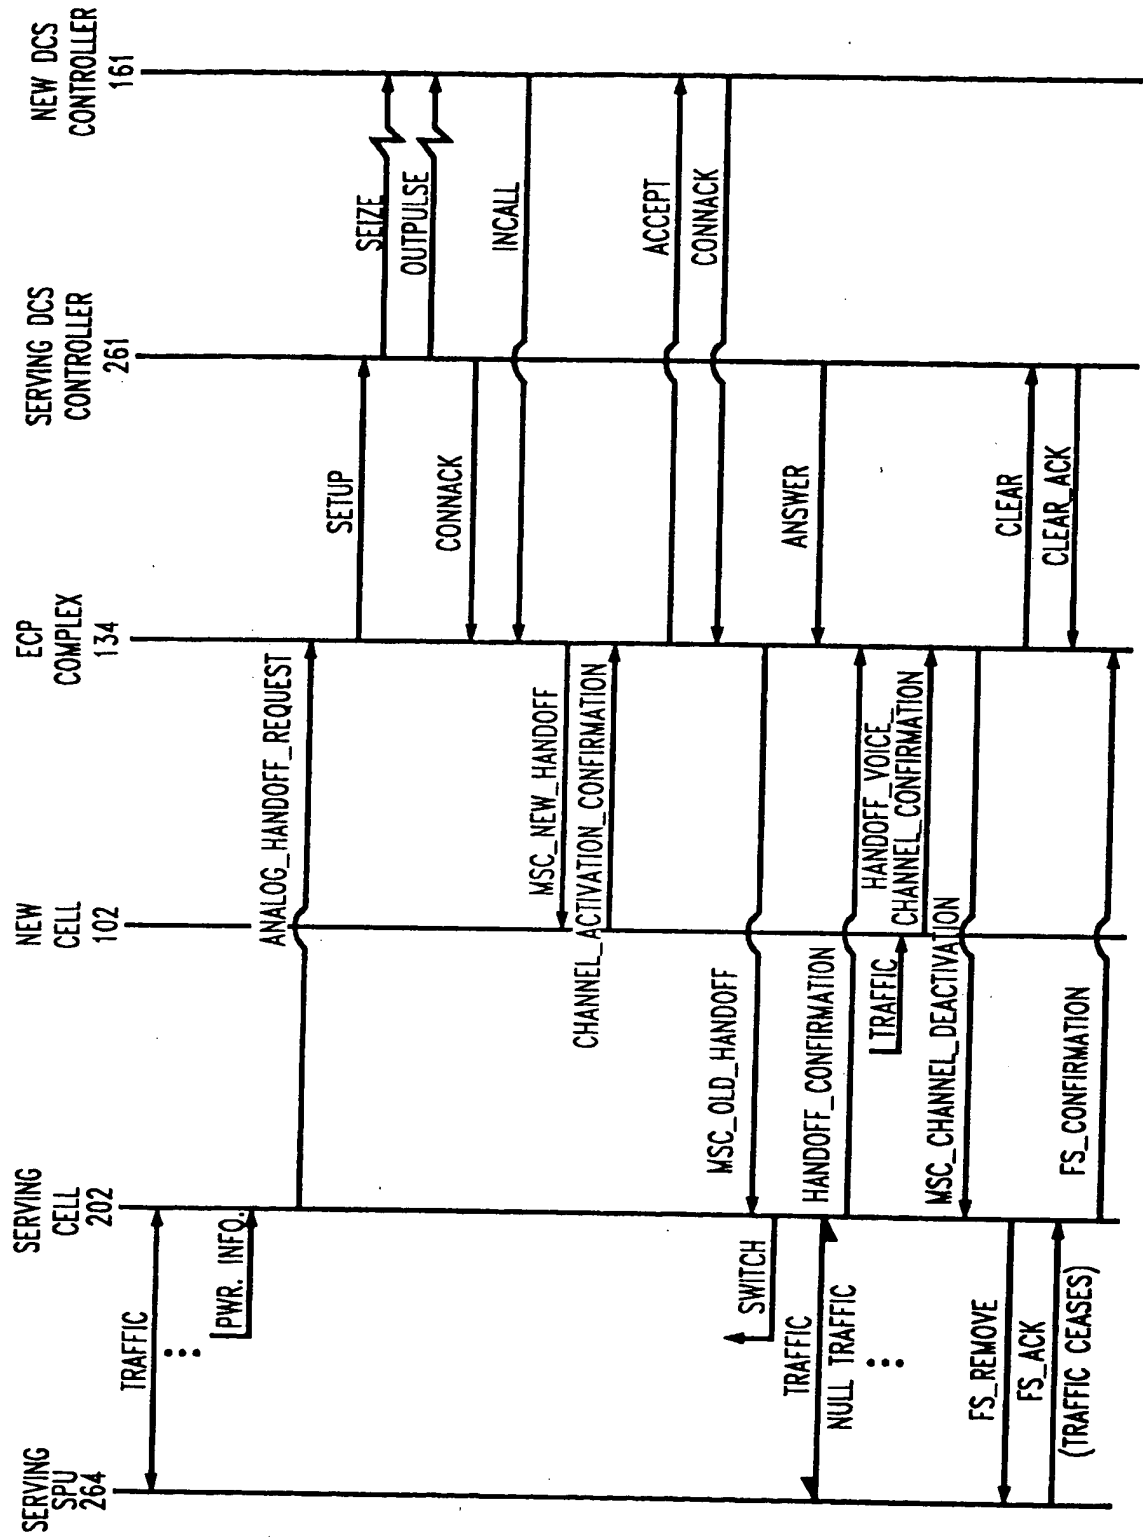 SERVING
SPU
264
SERVING
CELL
202
NEW
CELL
102
ECP
COMPLEX
134
SERVING DCS
CONTROLLER
261
NEW DCS
CONTROLLER
161
TRAFFIC
PWR. INFO.
ANALOG_HANDOFF_REQUEST
SETUP
SEIZE
OUTPULSE
CONNACK
INCALL
MSC_NEW_HANDOFF
CHANNEL_ACTIVATION_CONFIRMATION
ACCEPT
CONNACK
MSC_OLD_HANDOFF
SWITCH
TRAFFIC
NULL TRAFFIC
ANSWER
HANDOFF_CONFIRMATION
TRAFFIC
HANDOFF_VOICE_
CHANNEL_CONFIRMATION
MSC_CHANNEL_DEACTIVATION
FS_REMOVE
FS_ACK
(TRAFFIC CEASES)
CLEAR
CLEAR_ACK
FS_CONFIRMATION